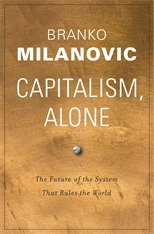 BRANKO
MILANOVIC
CAPITALISM,
ALONE
The Future of the System
That Rules the World